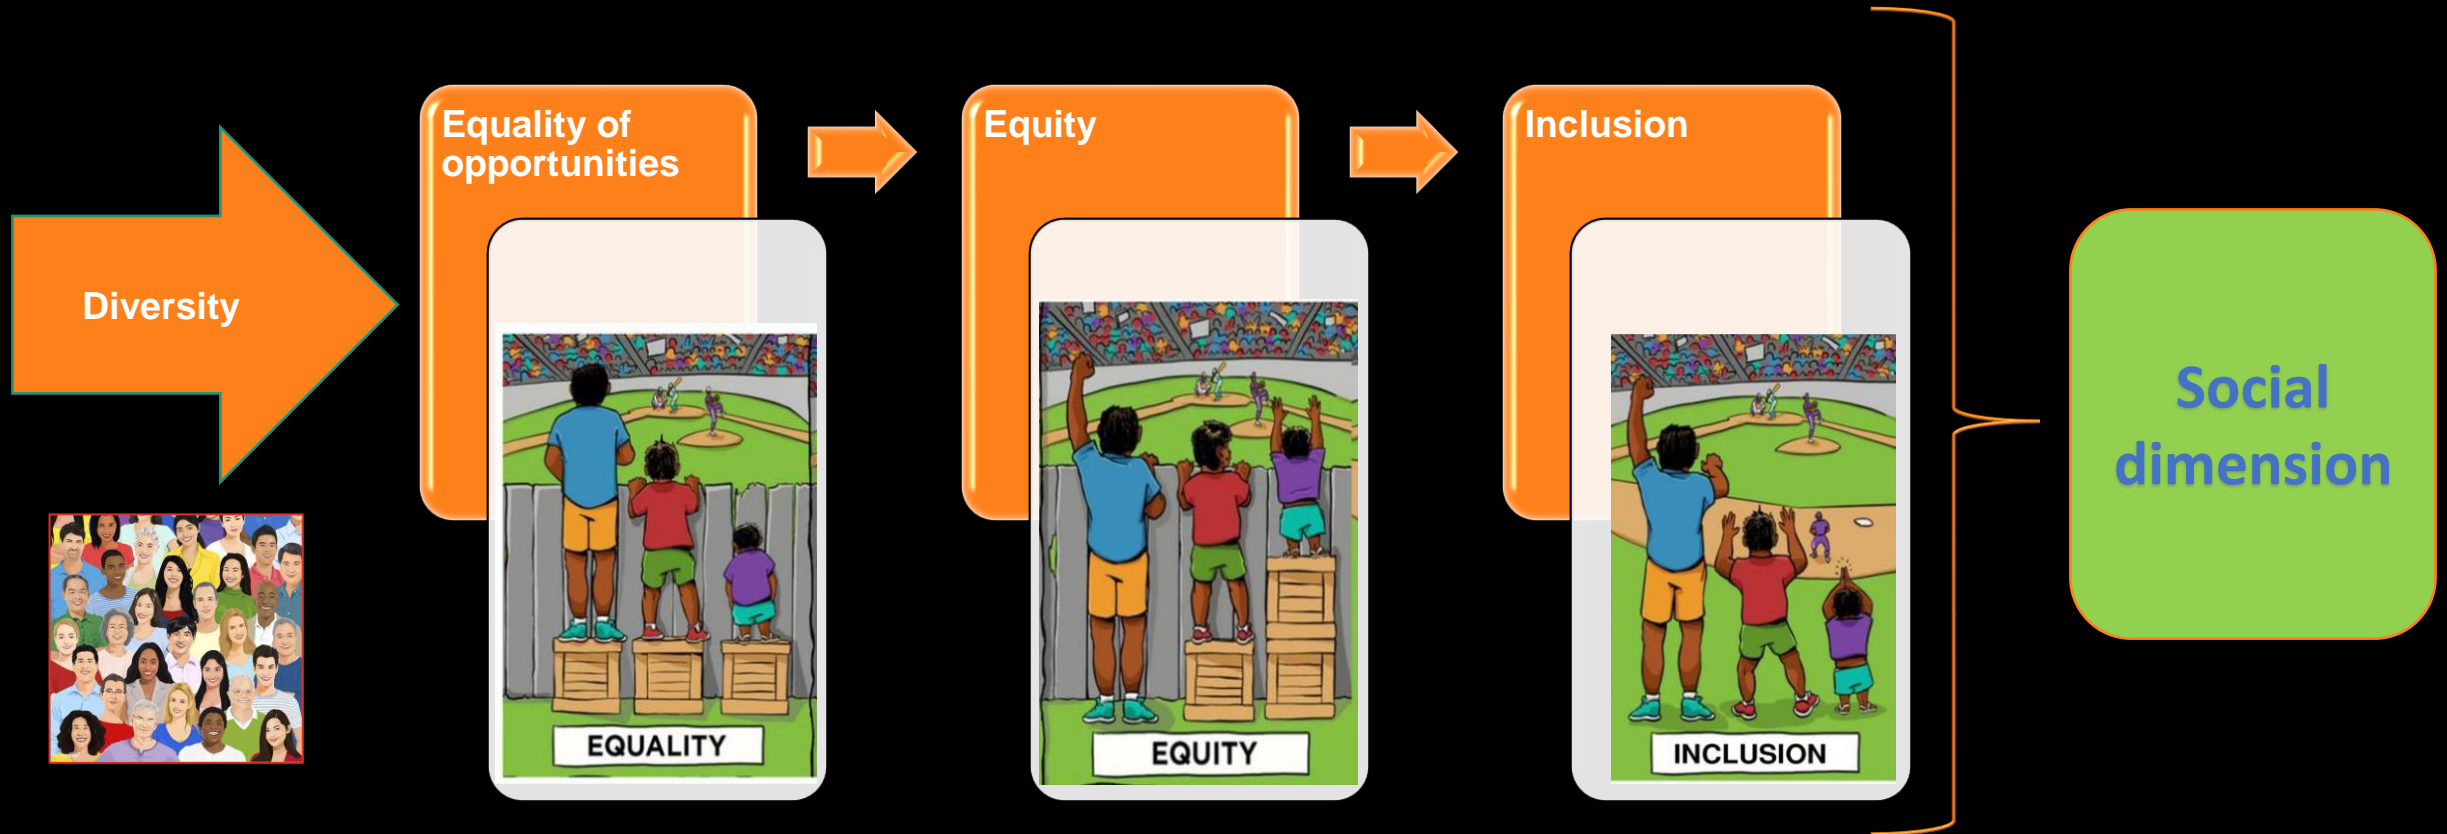 Diversity
Equality of
opportunities
EQUALITY
Equity
EQUITY
Inclusion
INCLUSION
Social
dimension